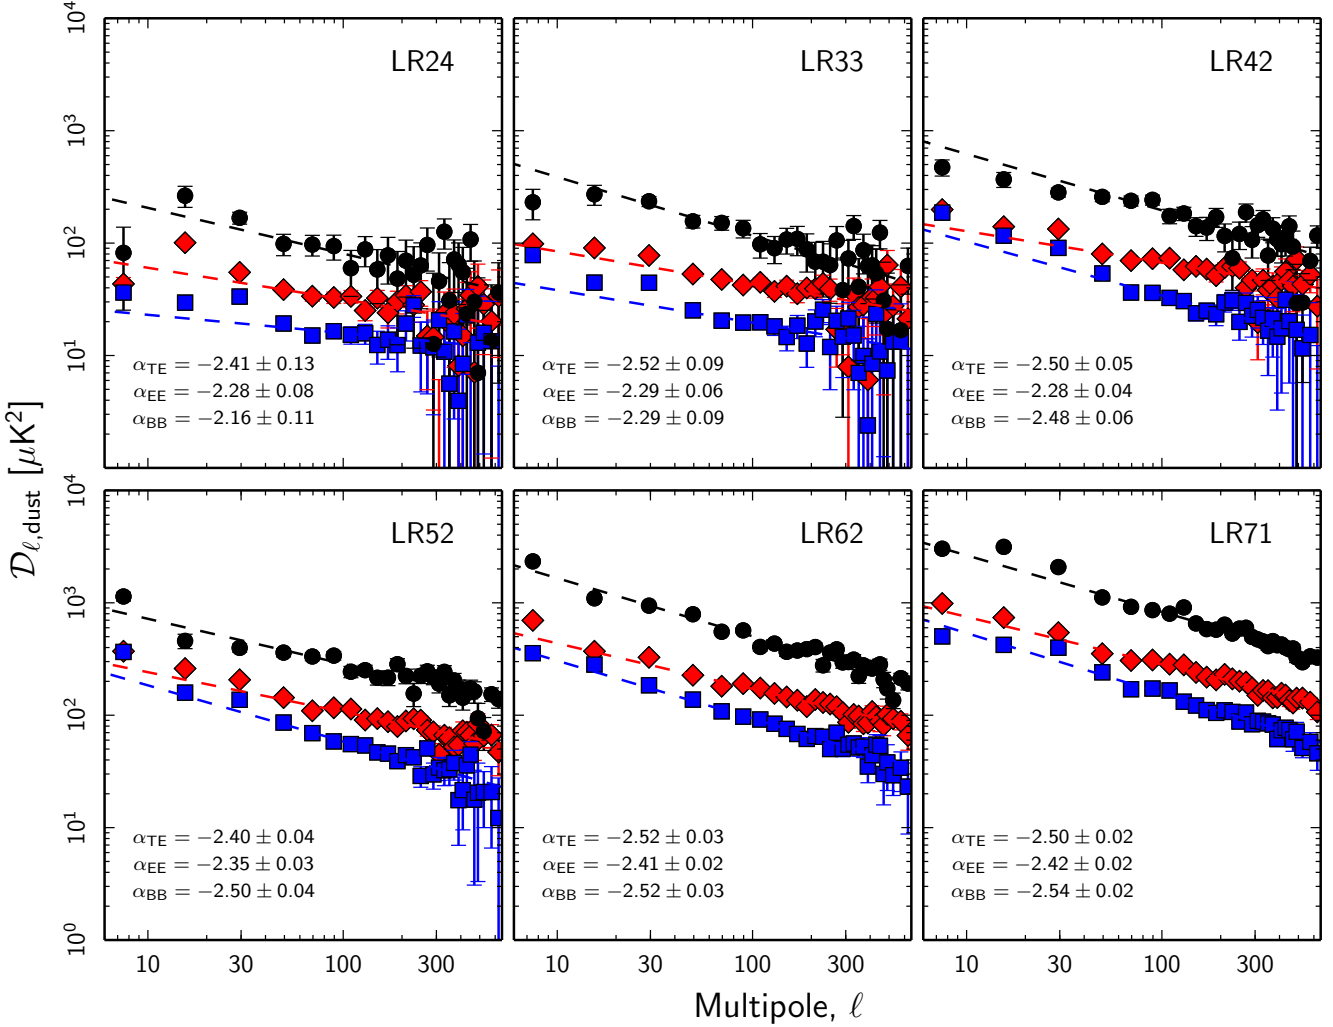 LR24
LR33
LR42
10⁴
10³
10²
10¹
α_TE = −2.41 ± 0.13
α_EE = −2.28 ± 0.08
α_BB = −2.16 ± 0.11
α_TE = −2.52 ± 0.09
α_EE = −2.29 ± 0.06
α_BB = −2.29 ± 0.09
α_TE = −2.50 ± 0.05
α_EE = −2.28 ± 0.04
α_BB = −2.48 ± 0.06
𝒟_ℓ,dust [μK²]
LR52
LR62
LR71
10⁴
10³
10²
10¹
10⁰
α_TE = −2.40 ± 0.04
α_EE = −2.35 ± 0.03
α_BB = −2.50 ± 0.04
α_TE = −2.52 ± 0.03
α_EE = −2.41 ± 0.02
α_BB = −2.52 ± 0.03
α_TE = −2.50 ± 0.02
α_EE = −2.42 ± 0.02
α_BB = −2.54 ± 0.02
10 30 100 300 10 30 100 300 10 30 100 300
Multipole, ℓ